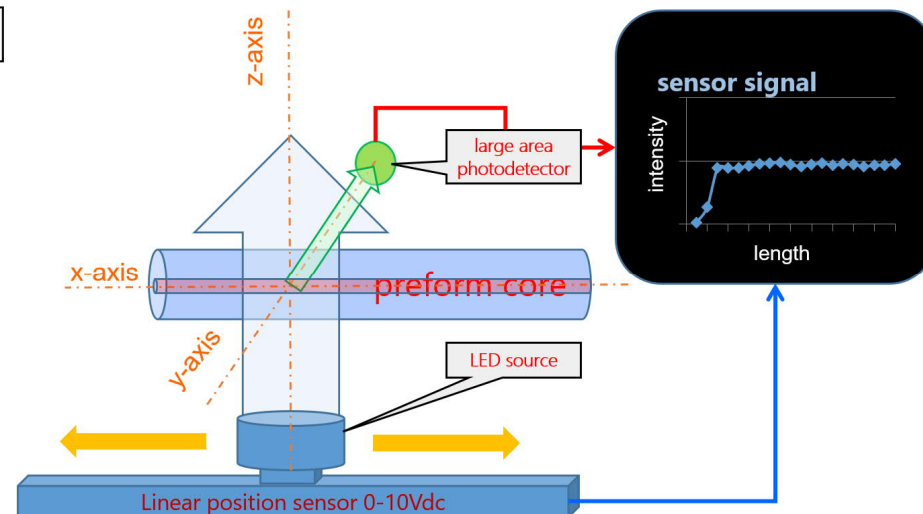 z-axis
sensor signal
large area
photodetector
intensity
x-axis
preform core
length
y-axis
LED source
Linear position sensor 0-10Vdc